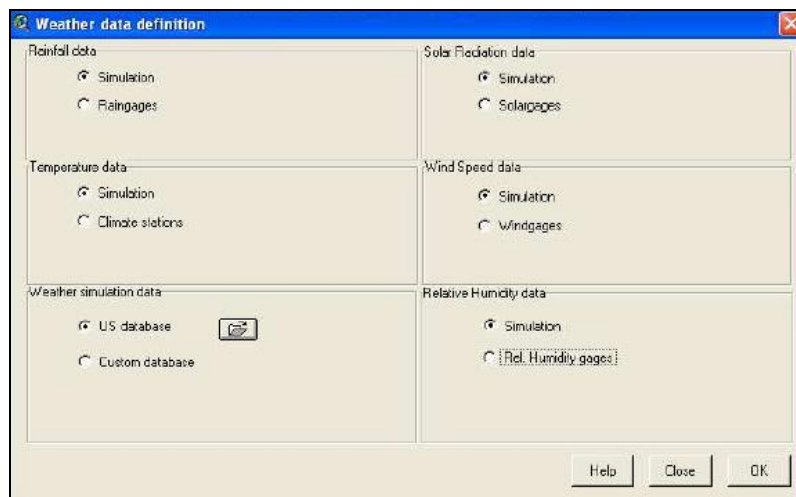 Weather data definition
Rainfall data
Simulation
Raingages
Solar Radiation data
Simulation
Solargages
Temperature data
Simulation
Climate stations
Wind Speed data
Simulation
Windgages
Weather simulation data
US database
Custom database
Relative Humidity data
Simulation
Rel. Humidity gages
Help
Close
OK